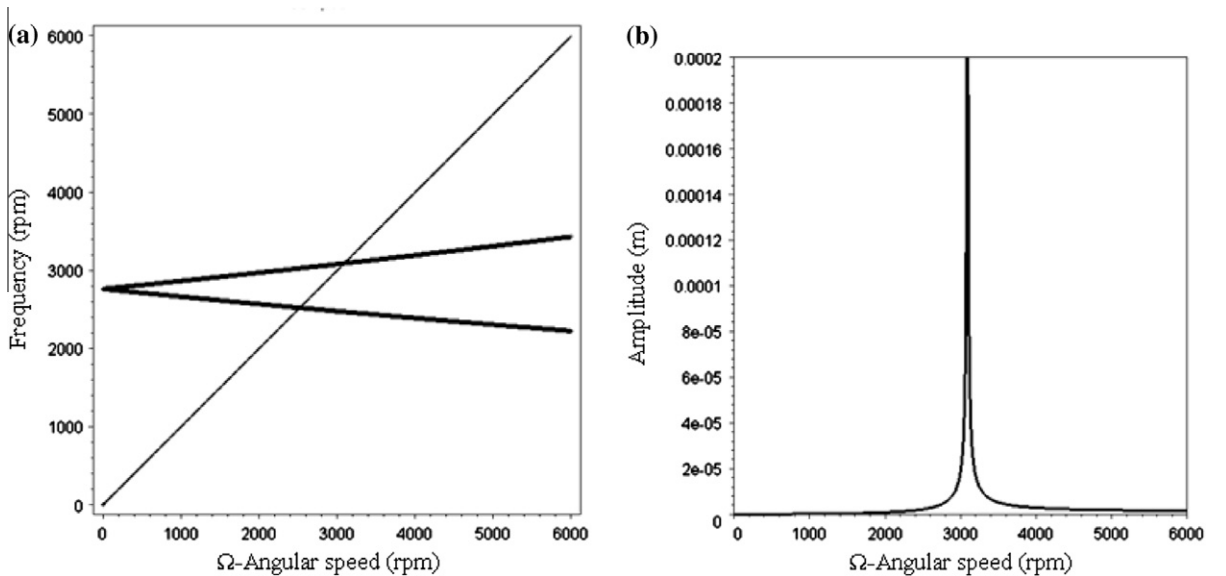 (a)
6000
5000
4000
3000
2000
1000
0
Frequency (rpm)
0 1000 2000 3000 4000 5000 6000
Ω-Angular speed (rpm)
(b)
0.0002
0.00018
0.00016
0.00014
0.00012
0.0001
8e-05
6e-05
4e-05
2e-05
0
Amplitude (m)
0 1000 2000 3000 4000 5000 6000
Ω-Angular speed (rpm)